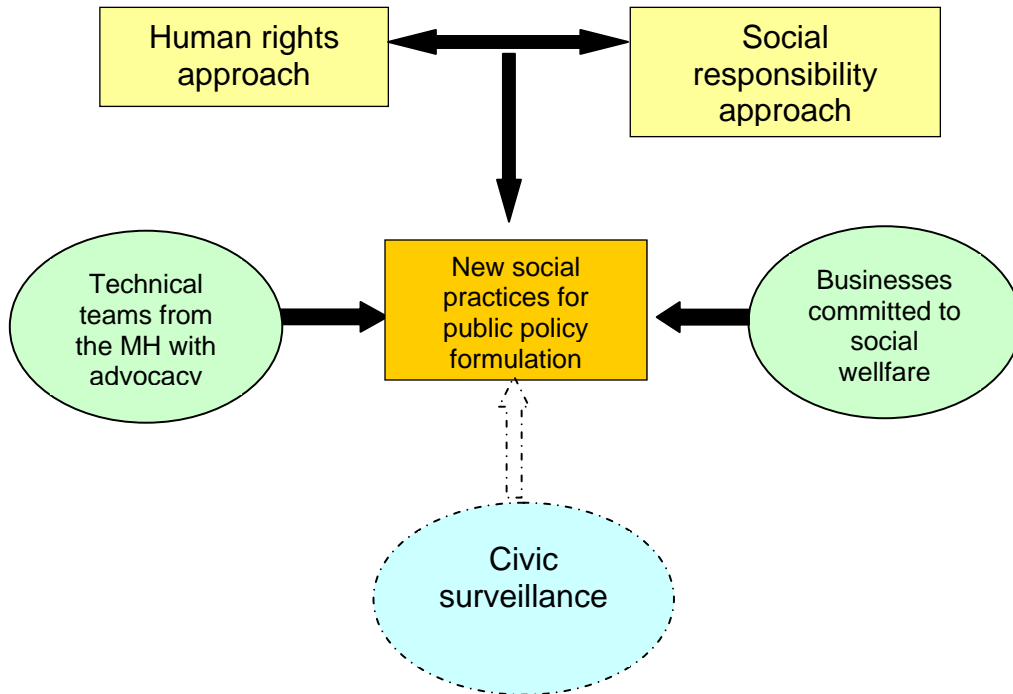 Human rights
approach
Social
responsibility
approach
Technical
teams from
the MH with
advocacy
New social
practices for
public policy
formulation
Businesses
committed to
social
wellfare
Civic
surveillance